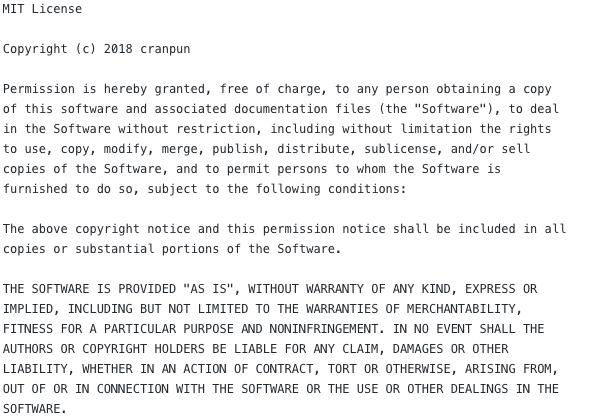 MIT License
Copyright (c) 2018 cranpun
Permission is hereby granted, free of charge, to any person obtaining a copy
of this software and associated documentation files (the "Software"), to deal
in the Software without restriction, including without limitation the rights
to use, copy, modify, merge, publish, distribute, sublicense, and/or sell
copies of the Software, and to permit persons to whom the Software is
furnished to do so, subject to the following conditions:
The above copyright notice and this permission notice shall be included in all
copies or substantial portions of the Software.
THE SOFTWARE IS PROVIDED "AS IS", WITHOUT WARRANTY OF ANY KIND, EXPRESS OR
IMPLIED, INCLUDING BUT NOT LIMITED TO THE WARRANTIES OF MERCHANTABILITY,
FITNESS FOR A PARTICULAR PURPOSE AND NONINFRINGEMENT. IN NO EVENT SHALL THE
AUTHORS OR COPYRIGHT HOLDERS BE LIABLE FOR ANY CLAIM, DAMAGES OR OTHER
LIABILITY, WHETHER IN AN ACTION OF CONTRACT, TORT OR OTHERWISE, ARISING FROM,
OUT OF OR IN CONNECTION WITH THE SOFTWARE OR THE USE OR OTHER DEALINGS IN THE
SOFTWARE.